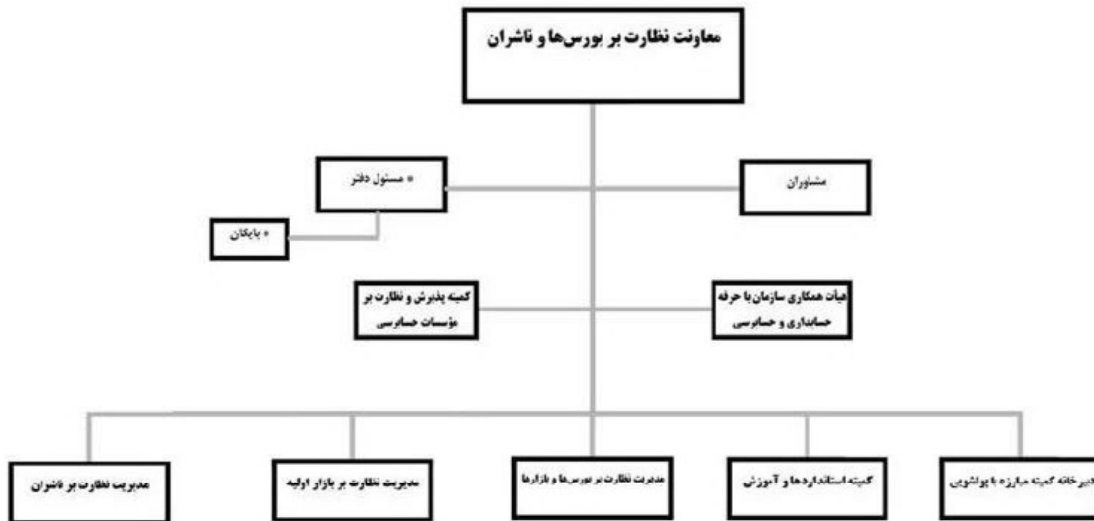 معاونت نظارت بر بورس‌ها و ناشران
مشاوران
* مسئول دفتر
* بایگان
هیأت همکاری سازمان با حرفه
حسابداری و حسابرسی
کمیته پذیرش و نظارت بر
مؤسسات حسابرسی
دبیرخانه کمیته مبارزه با پولشویی
کمیته استانداردها و آموزش
مدیریت نظارت بر بورس‌ها و بازارها
مدیریت نظارت بر بازار اولیه
مدیریت نظارت بر ناشران